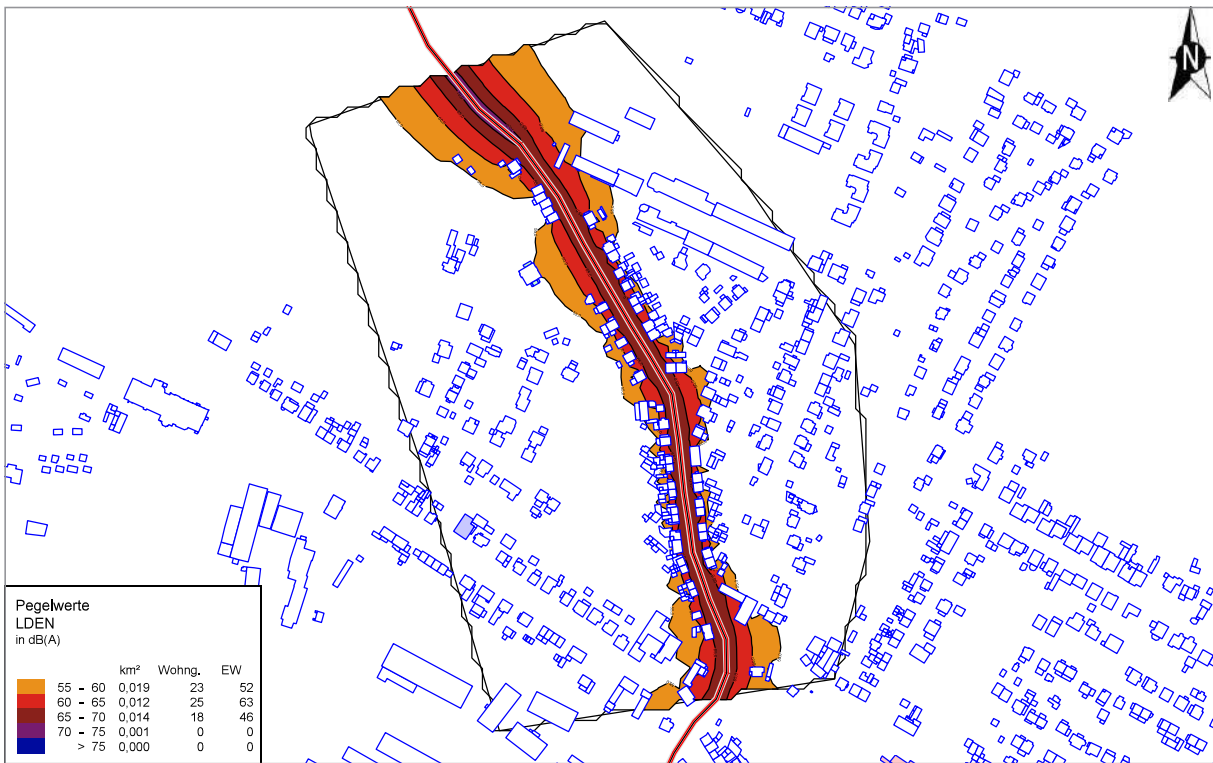 N
Pegelwerte
LDEN
in dB(A)
km² Wohng. EW
55 - 60 0,019 23 52
60 - 65 0,012 25 63
65 - 70 0,014 18 46
70 - 75 0,001 0 0
> 75 0,000 0 0